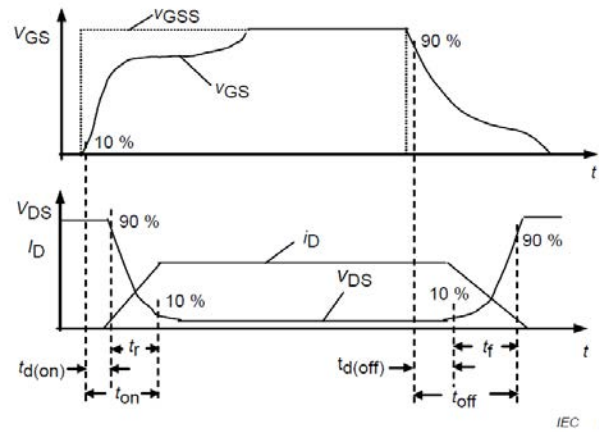 VGSS
VGS
90 %
VGS
10 %
t
VDS
90 %
iD
90 %
ID
VDS
10 %
10 %
tr
tf
t
td(on)
td(off)
ton
toff
IEC